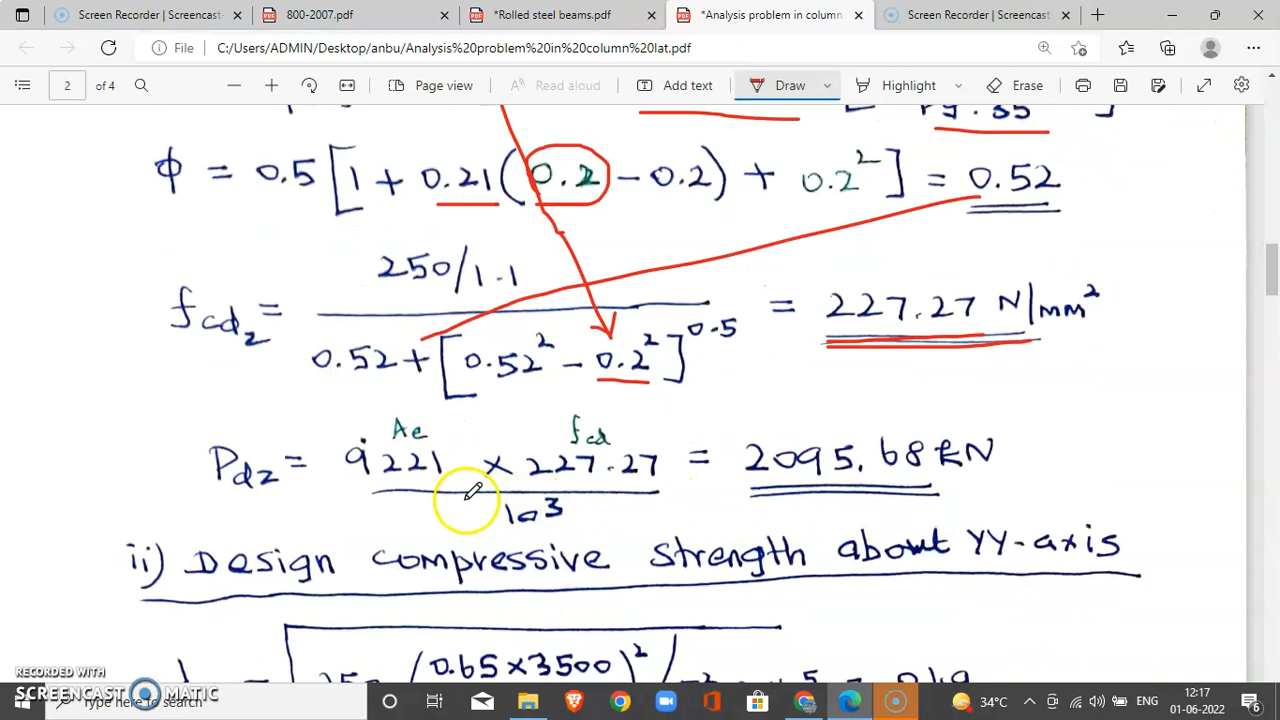 Screen Recorder | Screencast-
800-2007.pdf
*Rolled steel beams.pdf
*Analysis problem in column
Screen Recorder | Screencast-
File C:/Users/ADMIN/Desktop/anbu/Analysis%20problem%20in%20column%20lat.pdf
2 of 4 Page view Read aloud Add text Draw Highlight Erase
ϕ = 0.5 [1 + 0.21 (0.2 - 0.2) + 0.2²] = 0.52
250/1.1
fcdz = = 227.27 N/mm²
0.52 + [0.52² - 0.2²]^0.5
Ae fcd
Pdz = 9221 × 227.27 = 2095.68 kN
10³
ii) Design compressive strength about YY-axis
(0.65×3500)²
RECORDED WITH
SCREENCAST MATIC
Type here to search
34°C ENG 12:17
01-06-2022
6